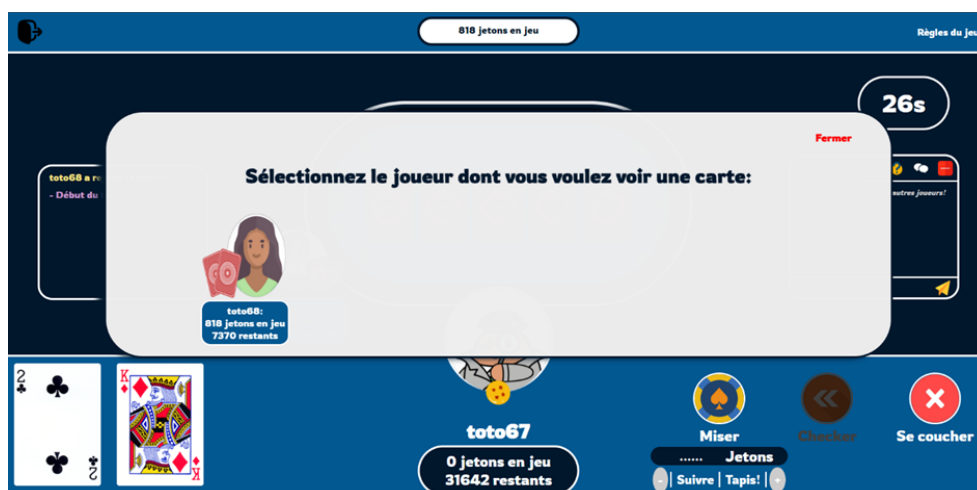 818 jetons en jeu
Règles du jeu
26s
Fermer
Sélectionnez le joueur dont vous voulez voir une carte:
toto68 a
- Début du
autres joueurs!
toto68:
818 jetons en jeu
7370 restants
2
2
K
K
toto67
0 jetons en jeu
31642 restants
Miser
...... Jetons
- | Suivre | Tapis! | +
Checker
Se coucher